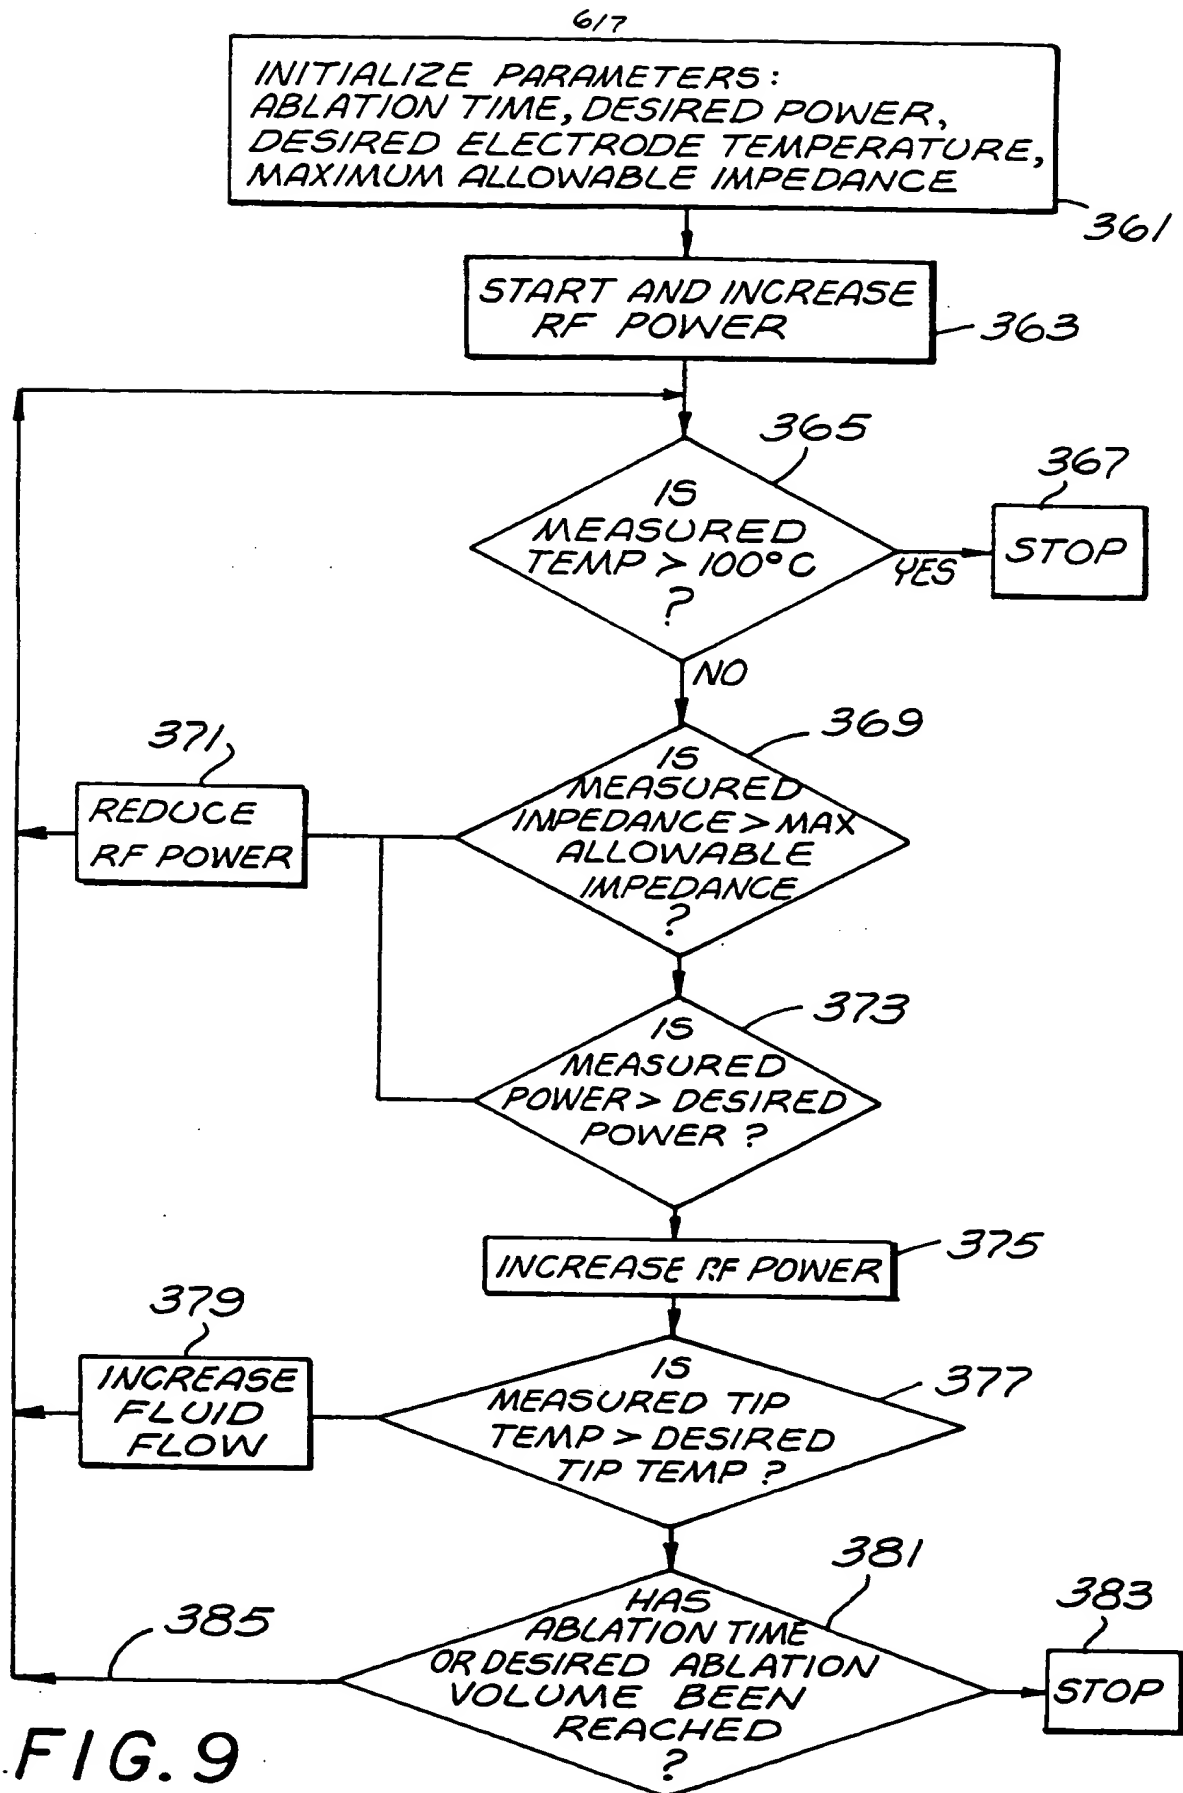 6/7
INITIALIZE PARAMETERS:
ABLATION TIME, DESIRED POWER,
DESIRED ELECTRODE TEMPERATURE,
MAXIMUM ALLOWABLE IMPEDANCE
361
START AND INCREASE
RF POWER
363
365
IS
MEASURED
TEMP > 100°C
?
YES
367
STOP
NO
369
IS
MEASURED
IMPEDANCE > MAX
ALLOWABLE
IMPEDANCE
?
371
REDUCE
RF POWER
373
IS
MEASURED
POWER > DESIRED
POWER ?
375
INCREASE RF POWER
377
IS
MEASURED TIP
TEMP > DESIRED
TIP TEMP ?
379
INCREASE
FLUID
FLOW
381
HAS
ABLATION TIME
OR DESIRED ABLATION
VOLUME BEEN
REACHED
?
383
STOP
385
FIG. 9